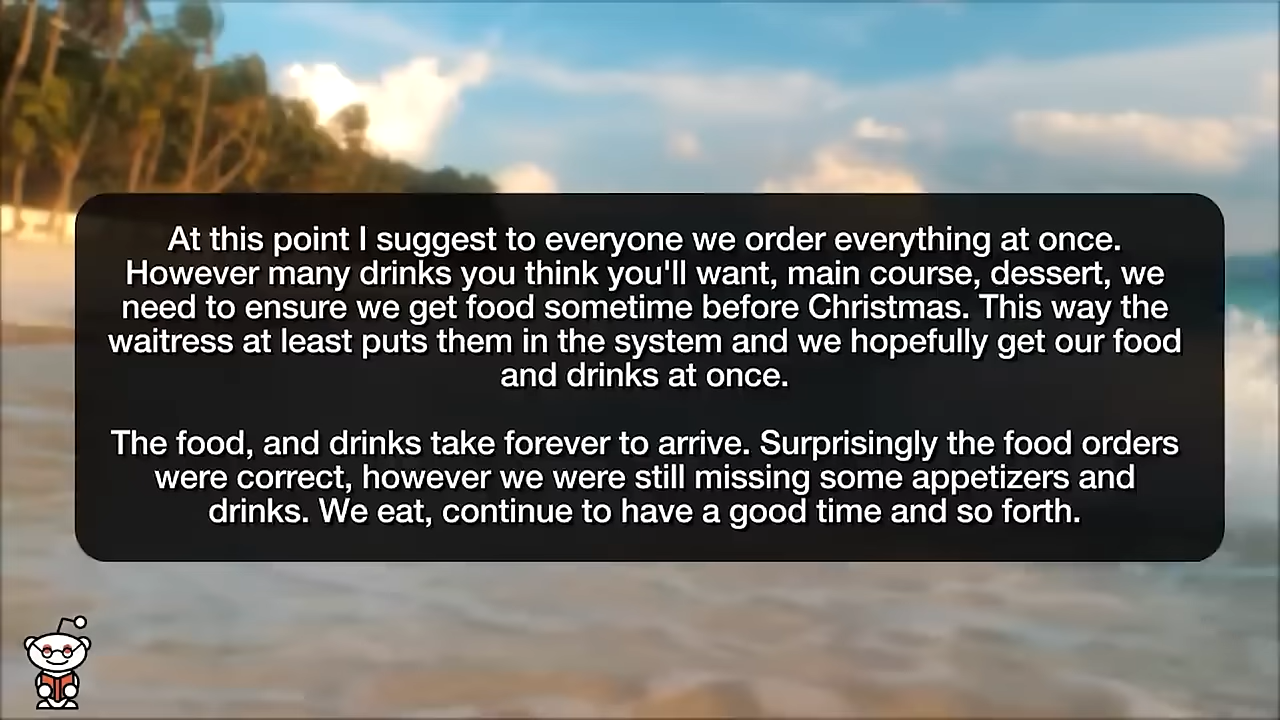 At this point I suggest to everyone we order everything at once.
However many drinks you think you'll want, main course, dessert, we
need to ensure we get food sometime before Christmas. This way the
waitress at least puts them in the system and we hopefully get our food
and drinks at once.
The food, and drinks take forever to arrive. Surprisingly the food orders
were correct, however we were still missing some appetizers and
drinks. We eat, continue to have a good time and so forth.